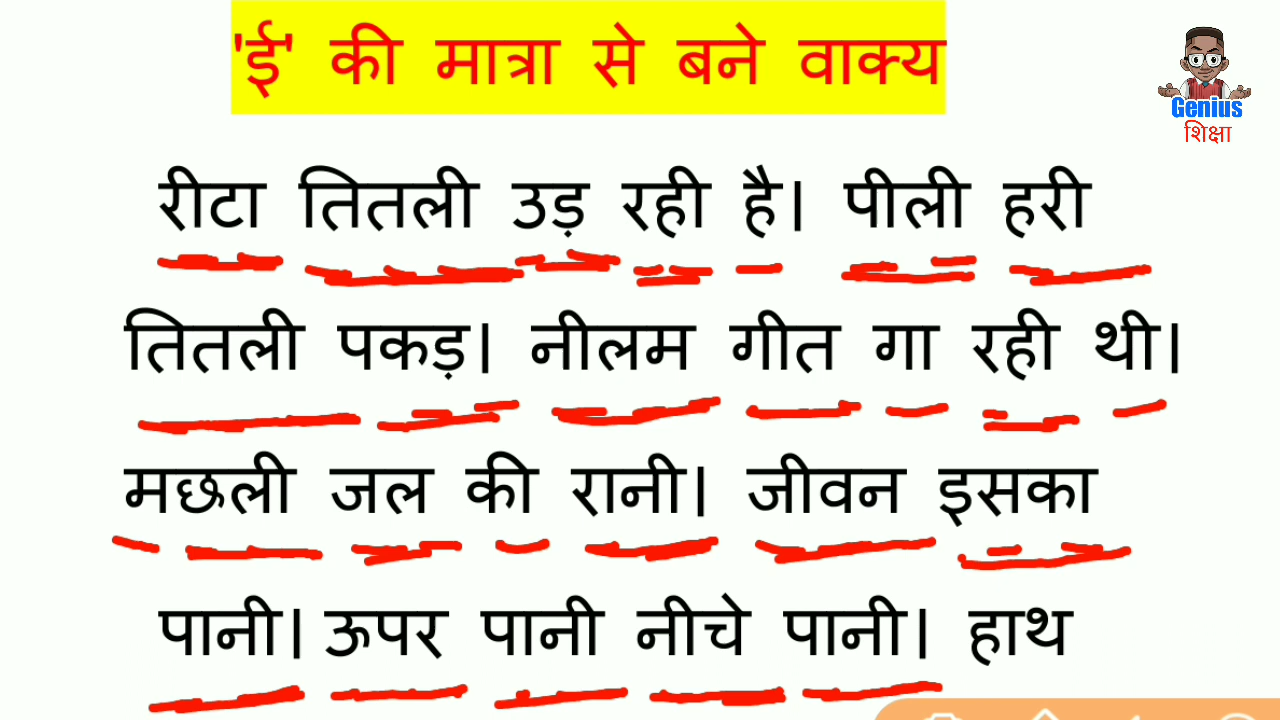 'ई' की मात्रा से बने वाक्य
Genius
शिक्षा
रीटा तितली उड़ रही है। पीली हरी
तितली पकड़। नीलम गीत गा रही थी।
मछली जल की रानी। जीवन इसका
पानी। ऊपर पानी नीचे पानी। हाथ